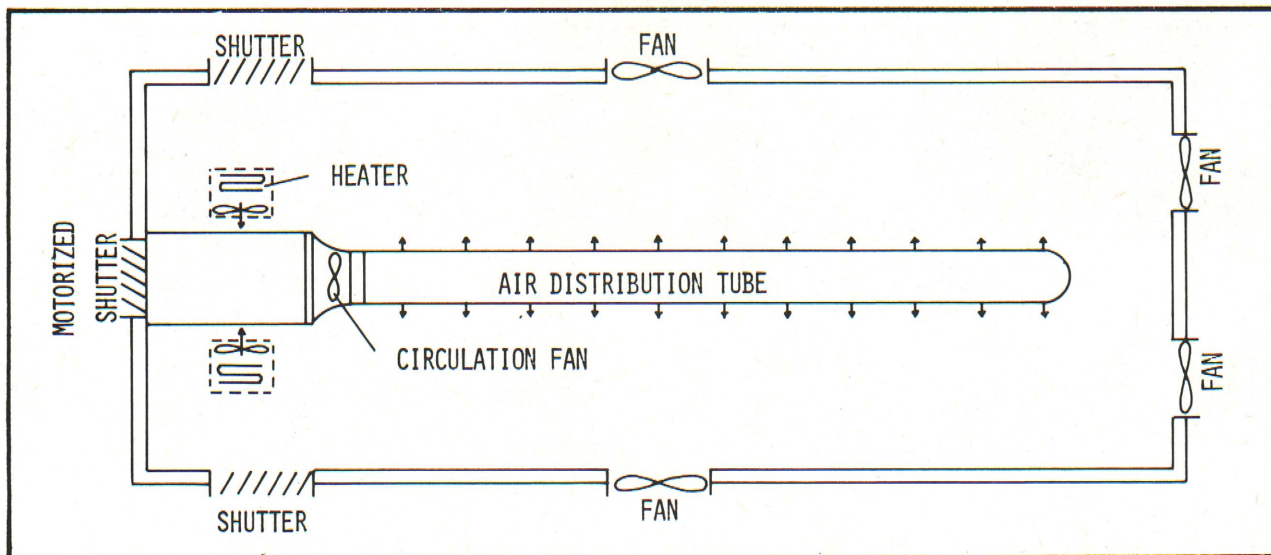 SHUTTER
FAN
HEATER
FAN
MOTORIZED
SHUTTER
AIR DISTRIBUTION TUBE
CIRCULATION FAN
FAN
SHUTTER
FAN